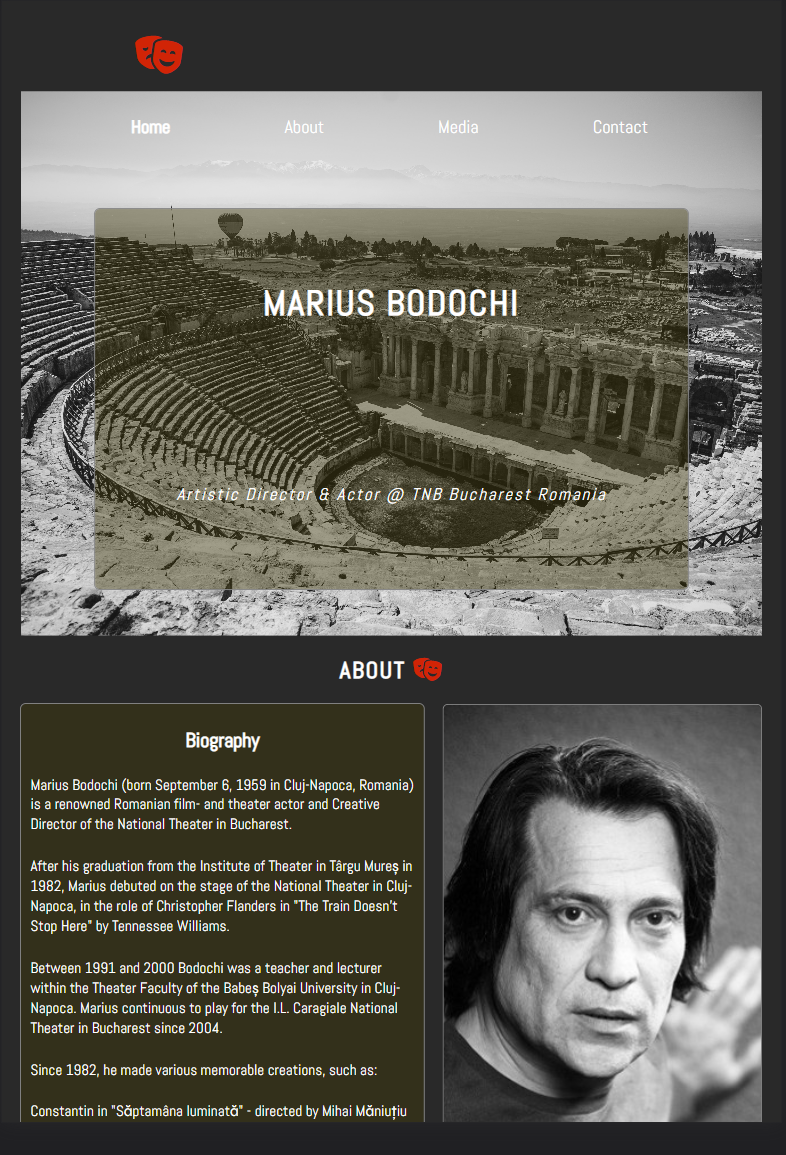 Home About Media Contact
MARIUS BODOCHI
Artistic Director & Actor @ TNB Bucharest Romania
ABOUT
Biography
Marius Bodochi (born September 6, 1959 in Cluj-Napoca, Romania)
is a renowned Romanian film- and theater actor and Creative
Director of the National Theater in Bucharest.
After his graduation from the Institute of Theater in Târgu Mureș in
1982, Marius debuted on the stage of the National Theater in Cluj-
Napoca, in the role of Christopher Flanders in "The Train Doesn't
Stop Here" by Tennessee Williams.
Between 1991 and 2000 Bodochi was a teacher and lecturer
within the Theater Faculty of the Babeș Bolyai University in Cluj-
Napoca. Marius continuous to play for the I.L. Caragiale National
Theater in Bucharest since 2004.
Since 1982, he made various memorable creations, such as:
Constantin in "Săptamâna luminată" - directed by Mihai Măniuțiu